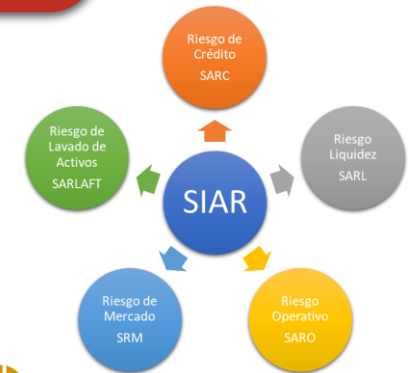 Riesgo de
Crédito
SARC
Riesgo de
Lavado de
Activos
SARLAFT
Riesgo
Liquidez
SARL
SIAR
Riesgo de
Mercado
SRM
Riesgo
Operativo
SARO